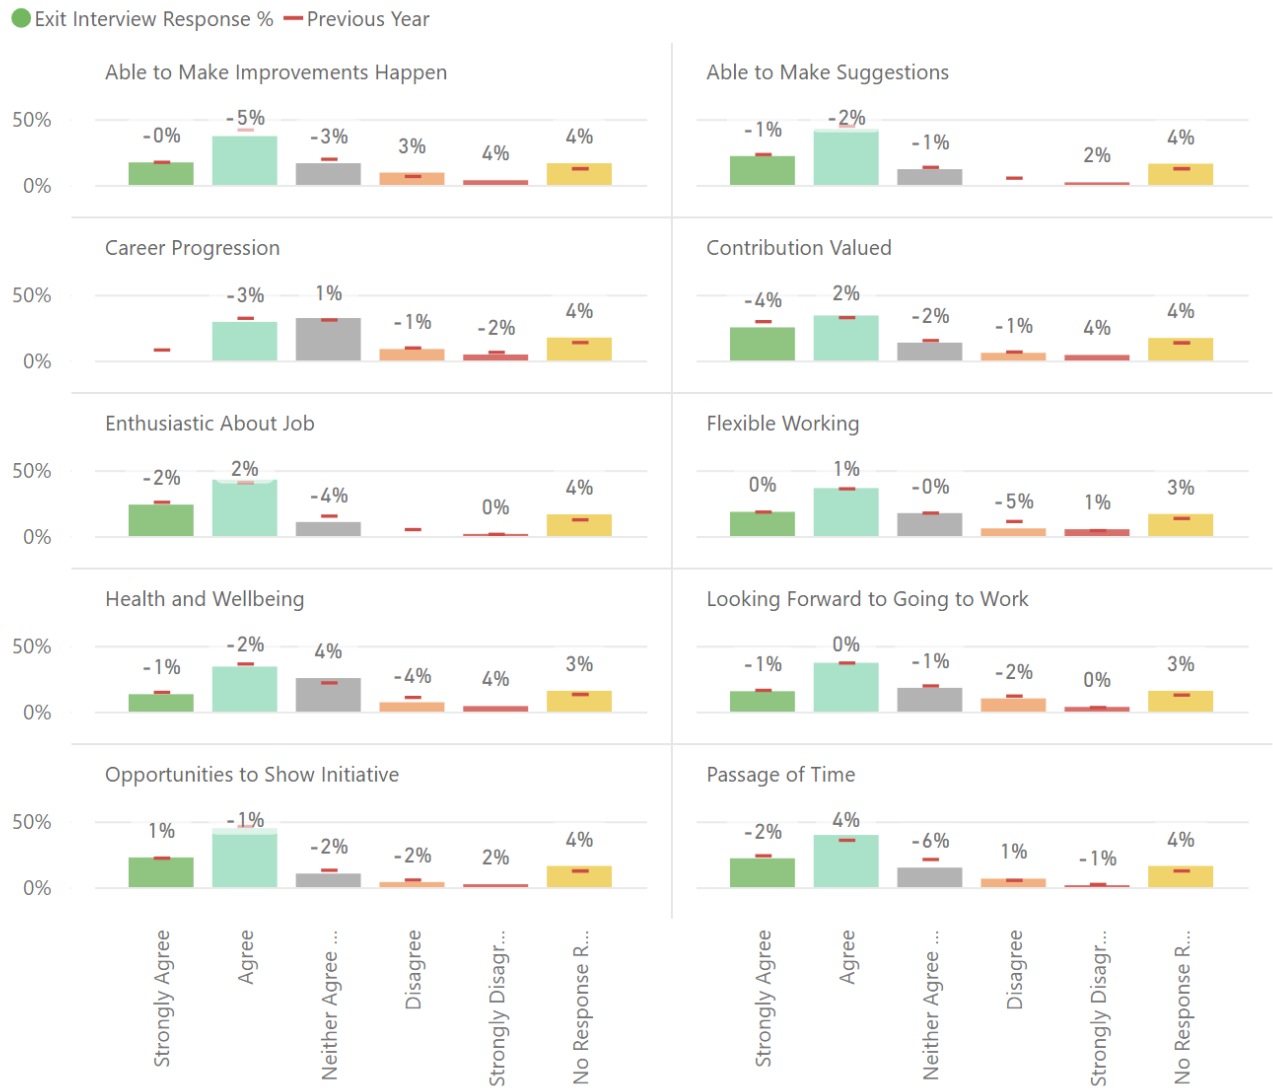 Exit Interview Response % Previous Year
Able to Make Improvements Happen
50%
0%
-0%
-5%
-3%
3%
4%
4%
Able to Make Suggestions
-1%
-2%
-1%
2%
4%
Career Progression
50%
0%
-3%
1%
-1%
-2%
4%
Contribution Valued
-4%
2%
-2%
-1%
4%
4%
Enthusiastic About Job
50%
0%
-2%
2%
-4%
0%
4%
Flexible Working
0%
1%
-0%
-5%
1%
3%
Health and Wellbeing
50%
0%
-1%
-2%
4%
-4%
4%
3%
Looking Forward to Going to Work
-1%
0%
-1%
-2%
0%
3%
Opportunities to Show Initiative
50%
0%
1%
-1%
-2%
-2%
2%
4%
Passage of Time
-2%
4%
-6%
1%
-1%
4%
Strongly Agree
Agree
Neither Agree ...
Disagree
Strongly Disagr...
No Response R...
Strongly Agree
Agree
Neither Agree ...
Disagree
Strongly Disagr...
No Response R...